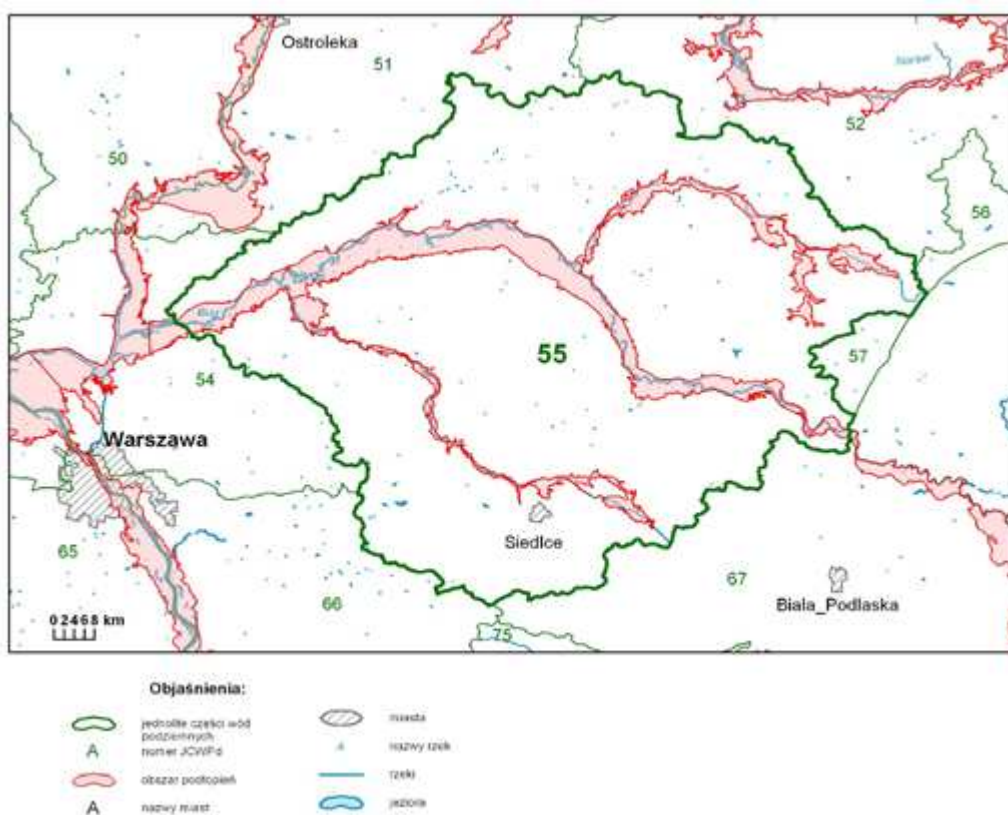 Ostroleka
51
52
50
56
55
57
54
Warszawa
Siedlce
65
66
67
Biala_Podlaska
75
0 2 4 6 8 km
Objaśnienia:
jednolite części wód podziemnych
A numer JCWPd
obszar podtopień
A nazwy miast
miasta
nazwy rzek
rzeki
jeziora